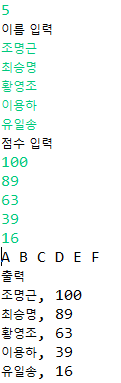 5
이름 입력
조명근
최승명
황영조
이용하
유일송
점수 입력
100
89
63
39
16
A B C D E F
출력
조명근, 100
최승명, 89
황영조, 63
이용하, 39
유일송, 16